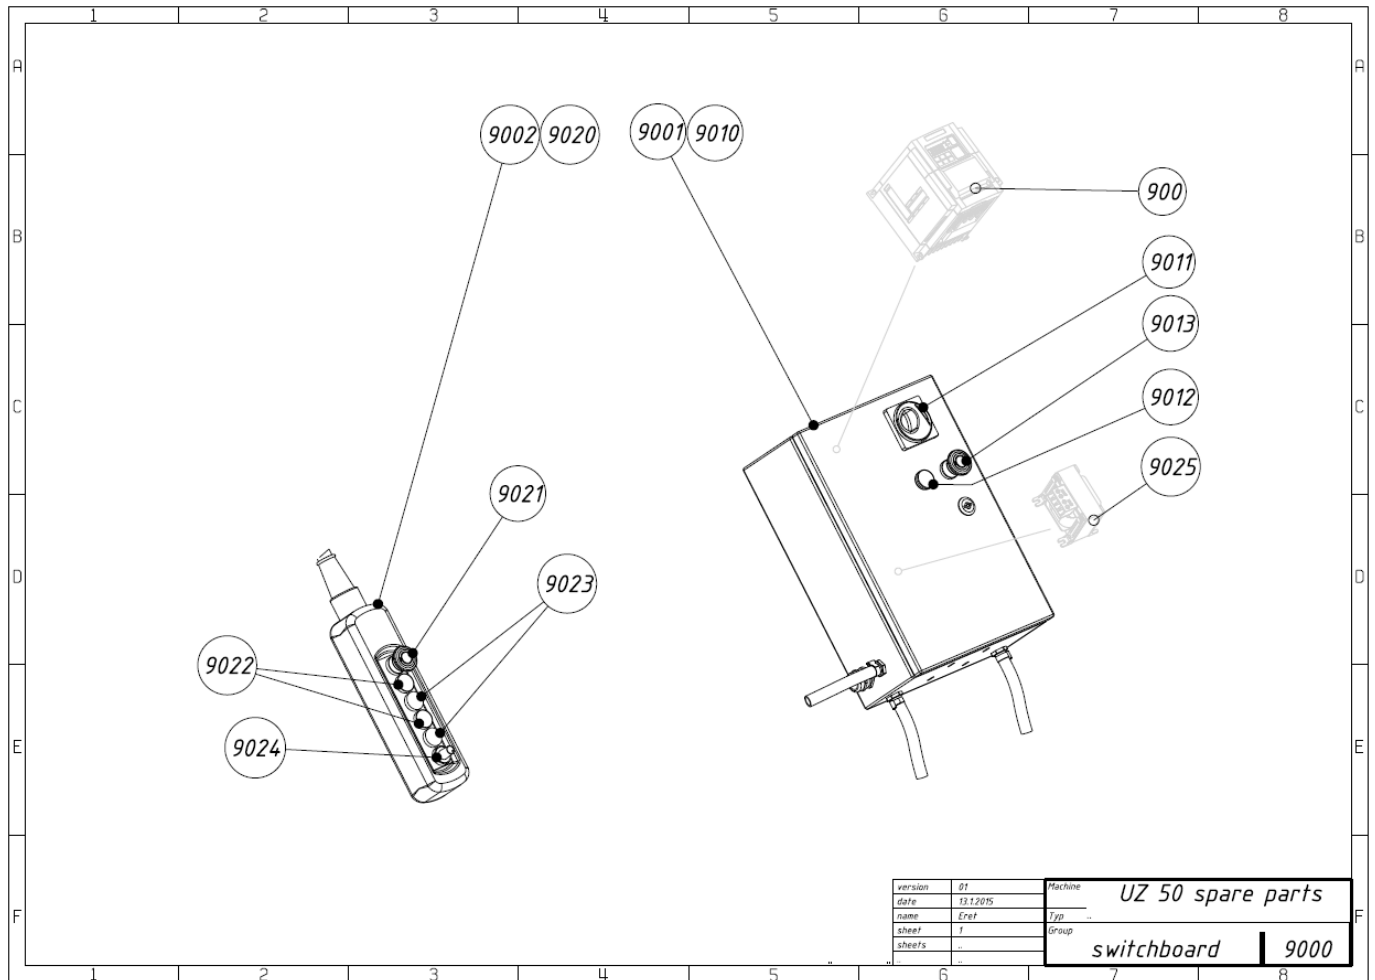 1 2 3 4 5 6 7 8
A A
9002 9020 9001 9010
900
B B
9011
9013
9012
C C
9025
9021
D D
9023
9022
9024
E E
version 01
date 13.1.2015
name Eret
sheet 1
sheets ..
.. ..
Machine UZ 50 spare parts
Typ ..
Group
switchboard 9000
F F
1 2 3 4 5 6 7 8